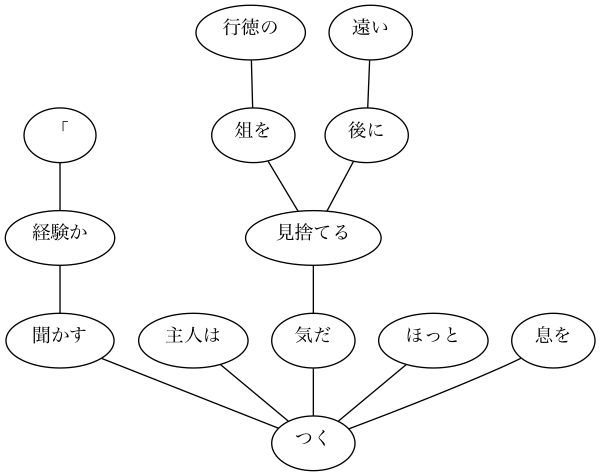 行徳の 遠い
「 俎を 後に
経験か 見捨てる
聞かす 主人は 気だ ほっと 息を
つく